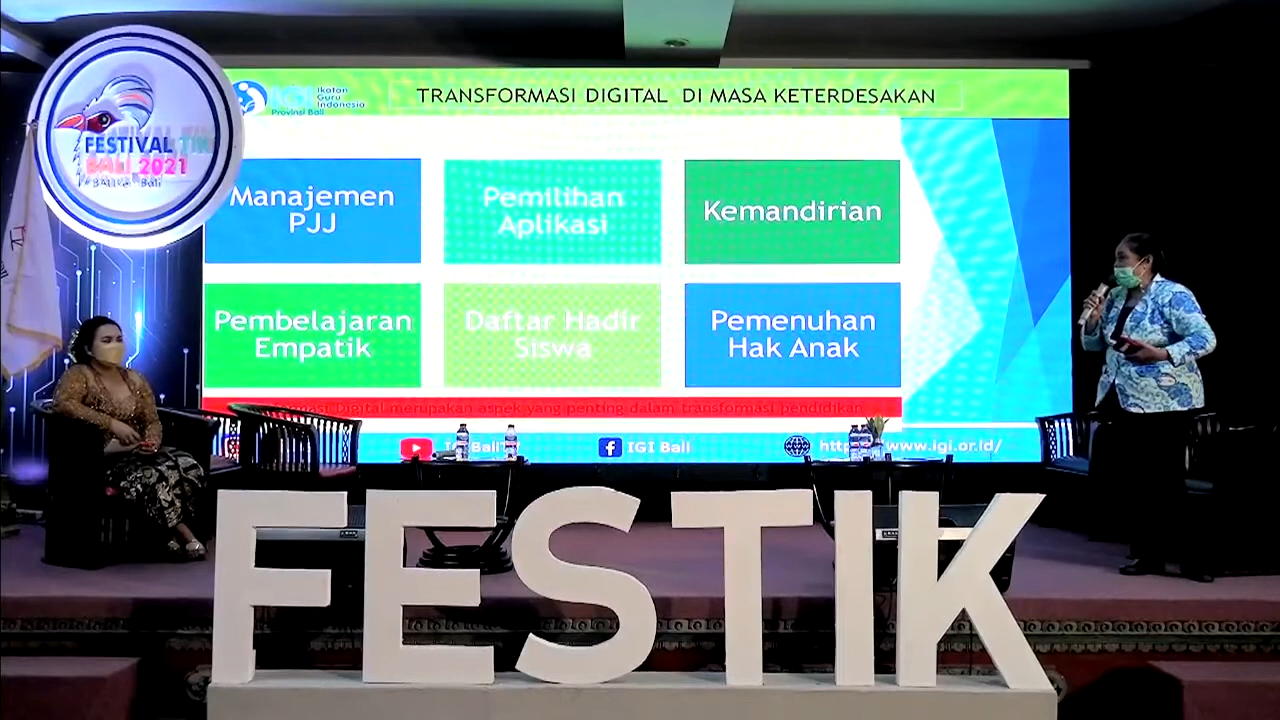 FESTIVAL TIK
BALI 2021
IGI
Ikatan
Guru
Indonesia
Provinsi Bali
TRANSFORMASI DIGITAL DI MASA KETERDESAKAN
Manajemen
PJJ
Pemilihan
Aplikasi
Kemandirian
Pembelajaran
Empatik
Daftar Hadir
Siswa
Pemenuhan
Hak Anak
Digital merupakan aspek yang penting dalam transformasi pendidikan
IGI Bali
IGI Bali
www.igi.or.id/
FESTIK